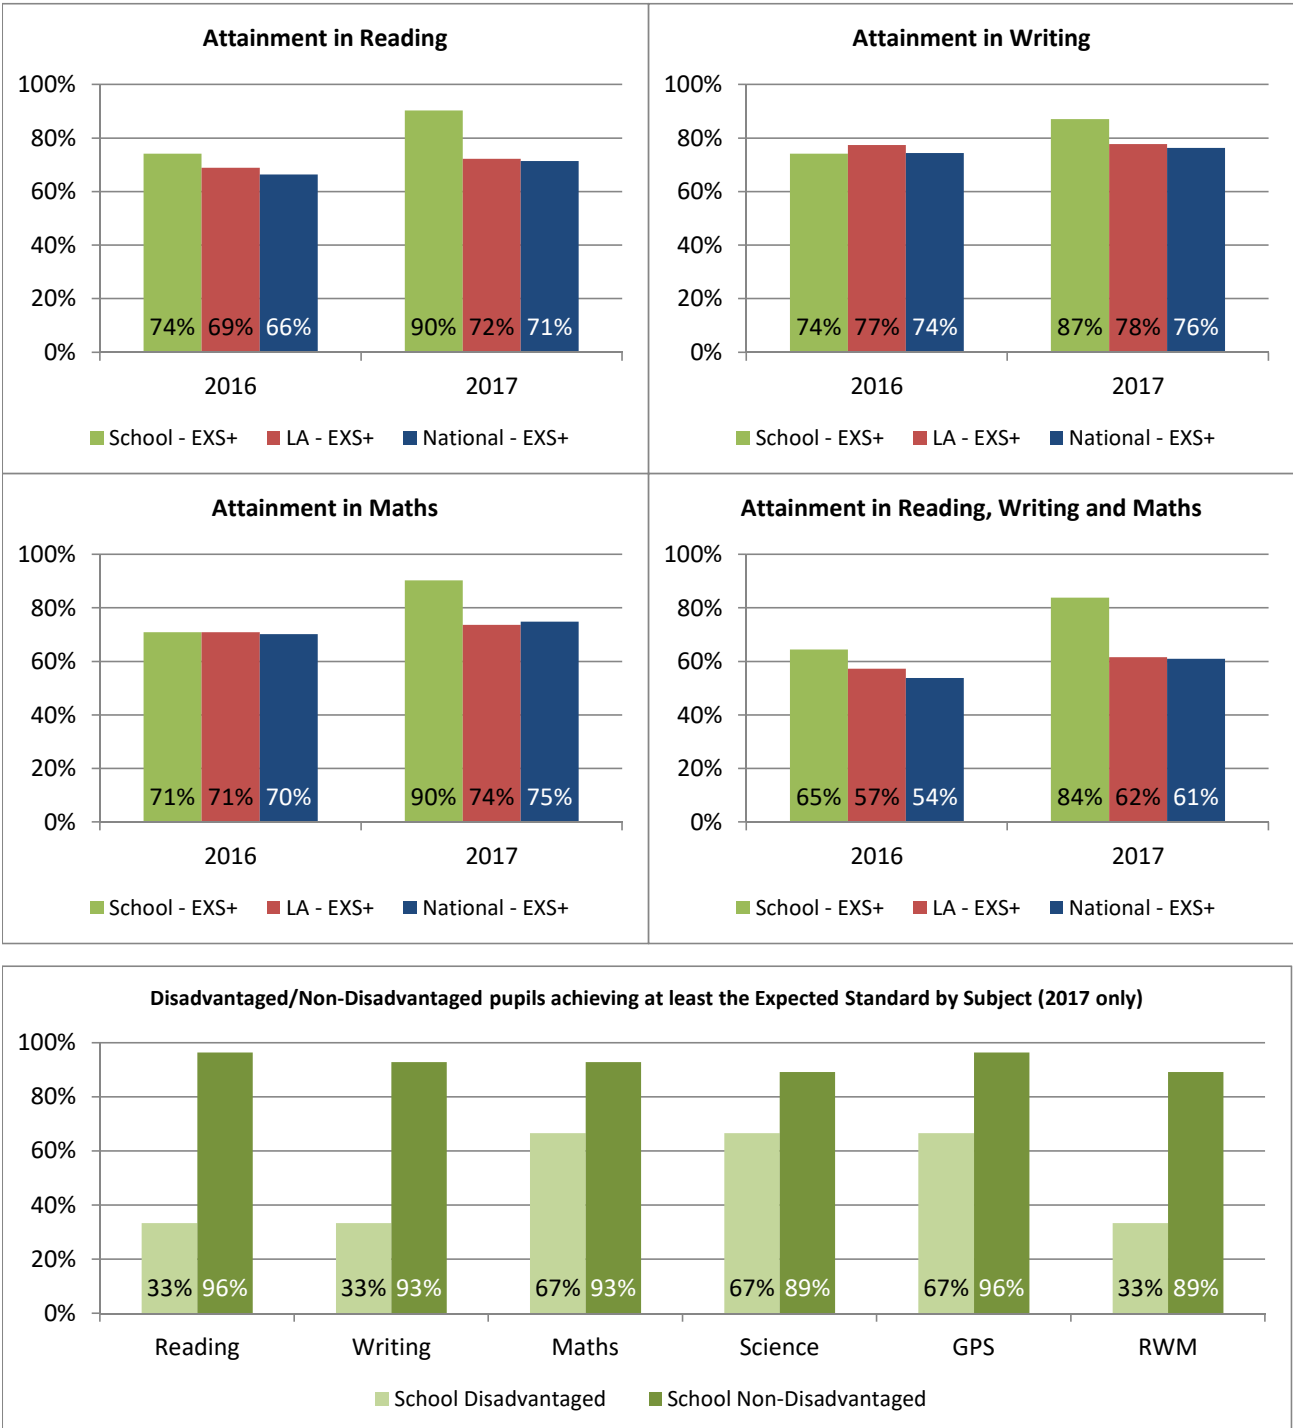 Attainment in Reading
100%
80%
60%
40%
20%
0%
74% 69% 66%
90% 72% 71%
2016 2017
School - EXS+ LA - EXS+ National - EXS+
Attainment in Writing
100%
80%
60%
40%
20%
0%
74% 77% 74%
87% 78% 76%
2016 2017
School - EXS+ LA - EXS+ National - EXS+
Attainment in Maths
100%
80%
60%
40%
20%
0%
71% 71% 70%
90% 74% 75%
2016 2017
School - EXS+ LA - EXS+ National - EXS+
Attainment in Reading, Writing and Maths
100%
80%
60%
40%
20%
0%
65% 57% 54%
84% 62% 61%
2016 2017
School - EXS+ LA - EXS+ National - EXS+
Disadvantaged/Non-Disadvantaged pupils achieving at least the Expected Standard by Subject (2017 only)
100%
80%
60%
40%
20%
0%
33% 96% 33% 93% 67% 93% 67% 89% 67% 96% 33% 89%
Reading Writing Maths Science GPS RWM
School Disadvantaged School Non-Disadvantaged